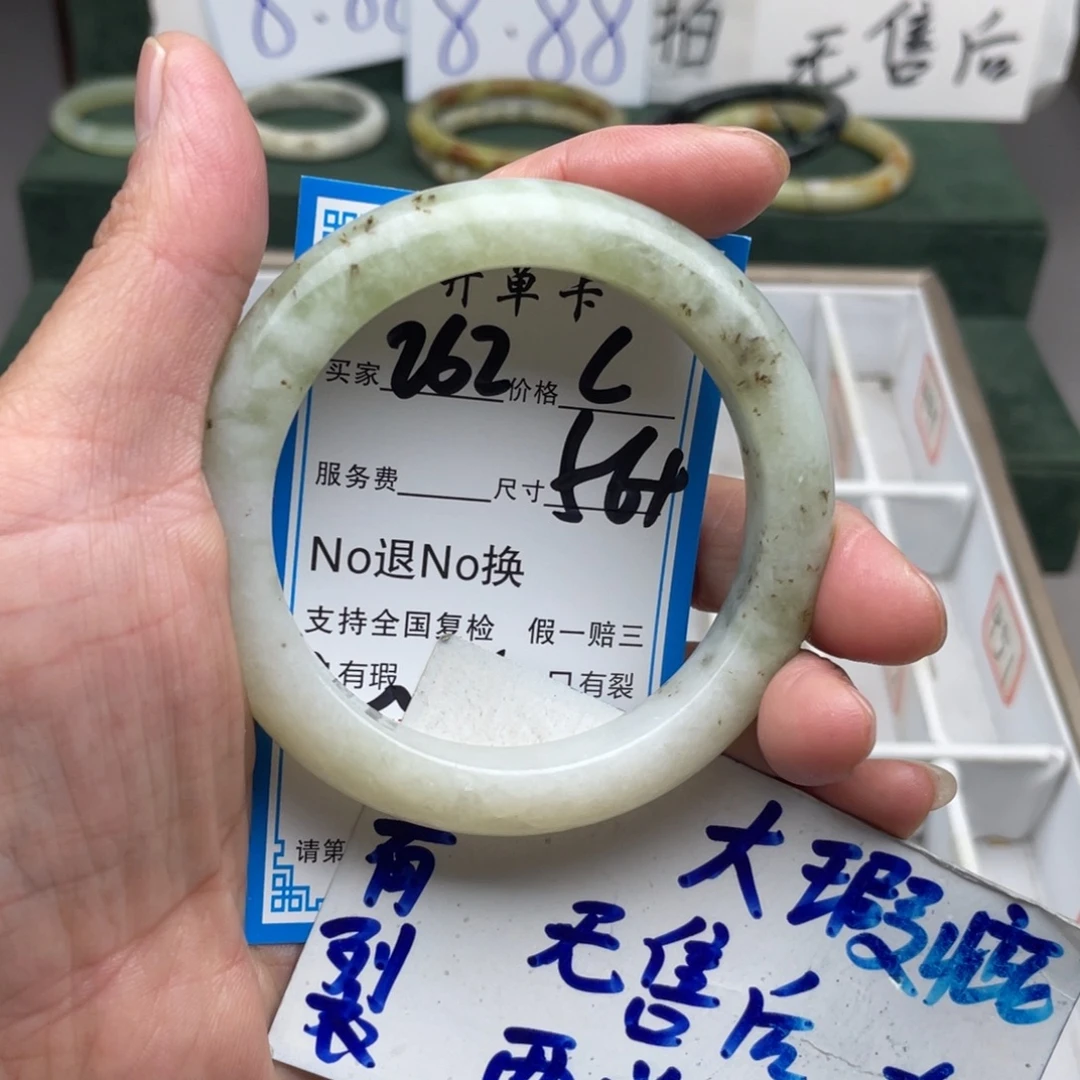 8.88
8.88
拍
无售后
开单卡
买家 262 价格
服务费 尺寸 56+
No退No换
支持全国复检 假一赔三
有瑕 口有裂
请第
有裂
大瑕疵
无售后